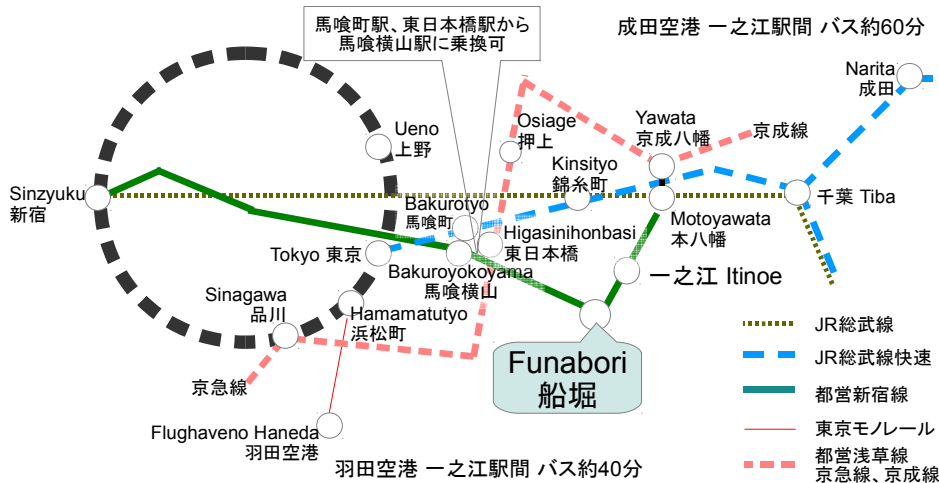 馬喰町駅、東日本橋駅から
馬喰横山駅に乗換可
成田空港 一之江駅間 バス約60分
Narita
成田
Ueno
上野
Osiage
押上
Yawata
京成八幡
京成線
Kinsityo
錦糸町
Sinzyuku
新宿
千葉 Tiba
Bakurotyo
馬喰町
Motoyawata
本八幡
Higasinihonbasi
東日本橋
Tokyo 東京
Bakuroyokoyama
馬喰横山
一之江 Itinoe
Sinagawa
品川
Hamamatutyo
浜松町
Funabori
船堀
京急線
Flughaveno Haneda
羽田空港
羽田空港 一之江駅間 バス約40分
JR総武線
JR総武線快速
都営新宿線
東京モノレール
都営浅草線
京急線、京成線